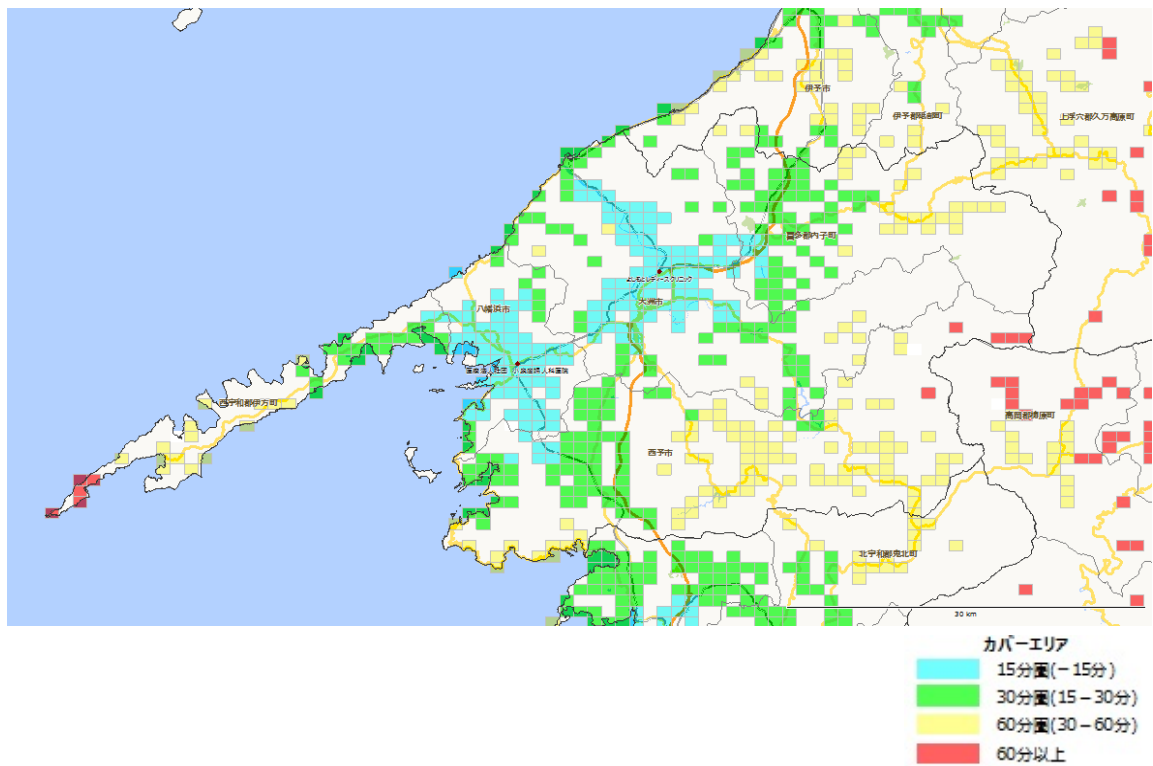 伊予市
伊予郡砥部町
上浮穴郡久万高原町
喜多郡内子町
大洲市
八幡浜市
西宇和郡伊方町
西予市
高岡郡梼原町
北宇和郡鬼北町
30 km
カバーエリア
15分圏(－15分)
30分圏(15－30分)
60分圏(30－60分)
60分以上